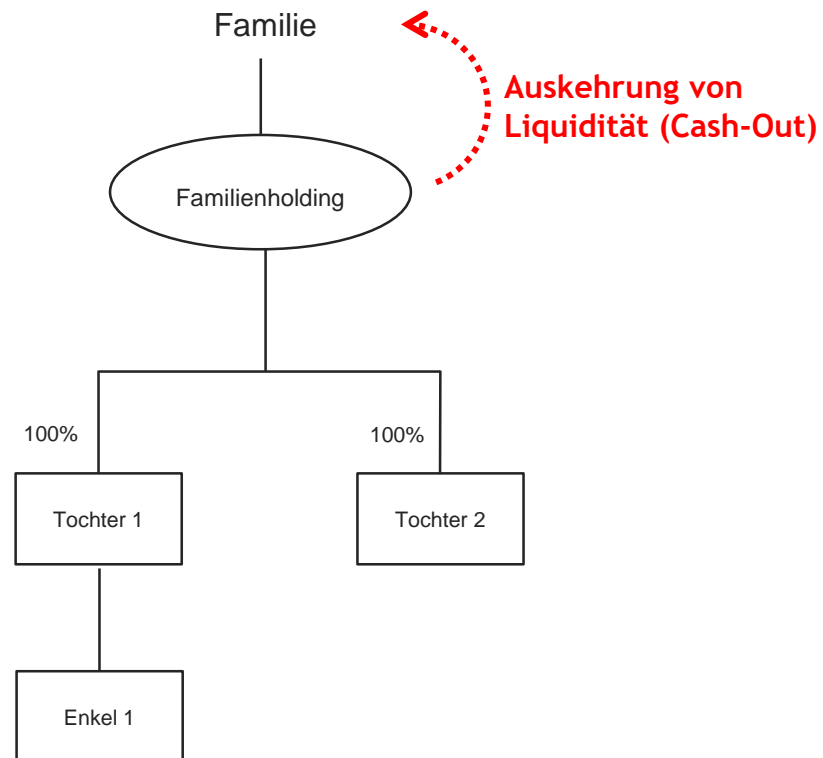 Familie
Auskehrung von
Liquidität (Cash-Out)
Familienholding
100%
100%
Tochter 1
Tochter 2
Enkel 1